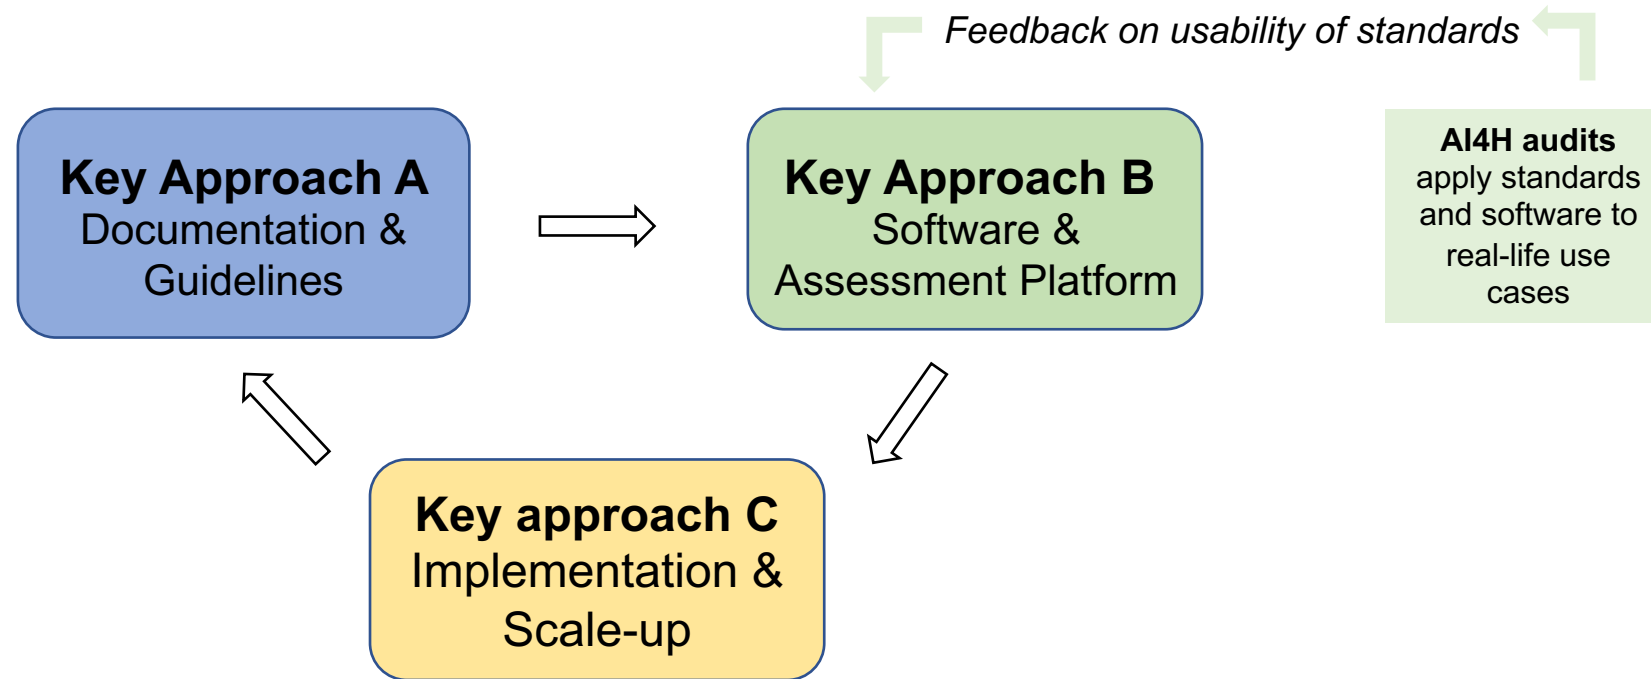 Feedback on usability of standards
Key Approach A
Documentation &
Guidelines
Key Approach B
Software &
Assessment Platform
AI4H audits
apply standards
and software to
real-life use
cases
Key approach C
Implementation &
Scale-up